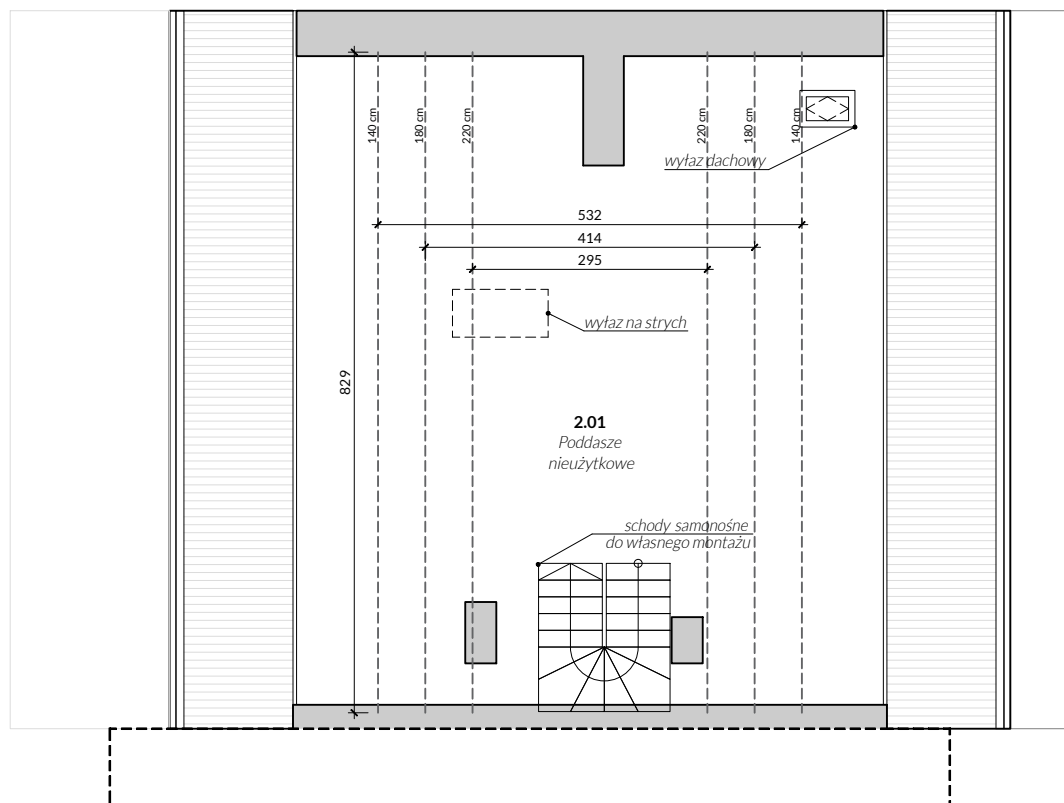 140 cm
180 cm
220 cm
220 cm
180 cm
140 cm
wyłaz dachowy
532
414
295
wyłaz na strych
829
2.01
Poddasze
nieużytkowe
schody samonośne
do własnego montażu